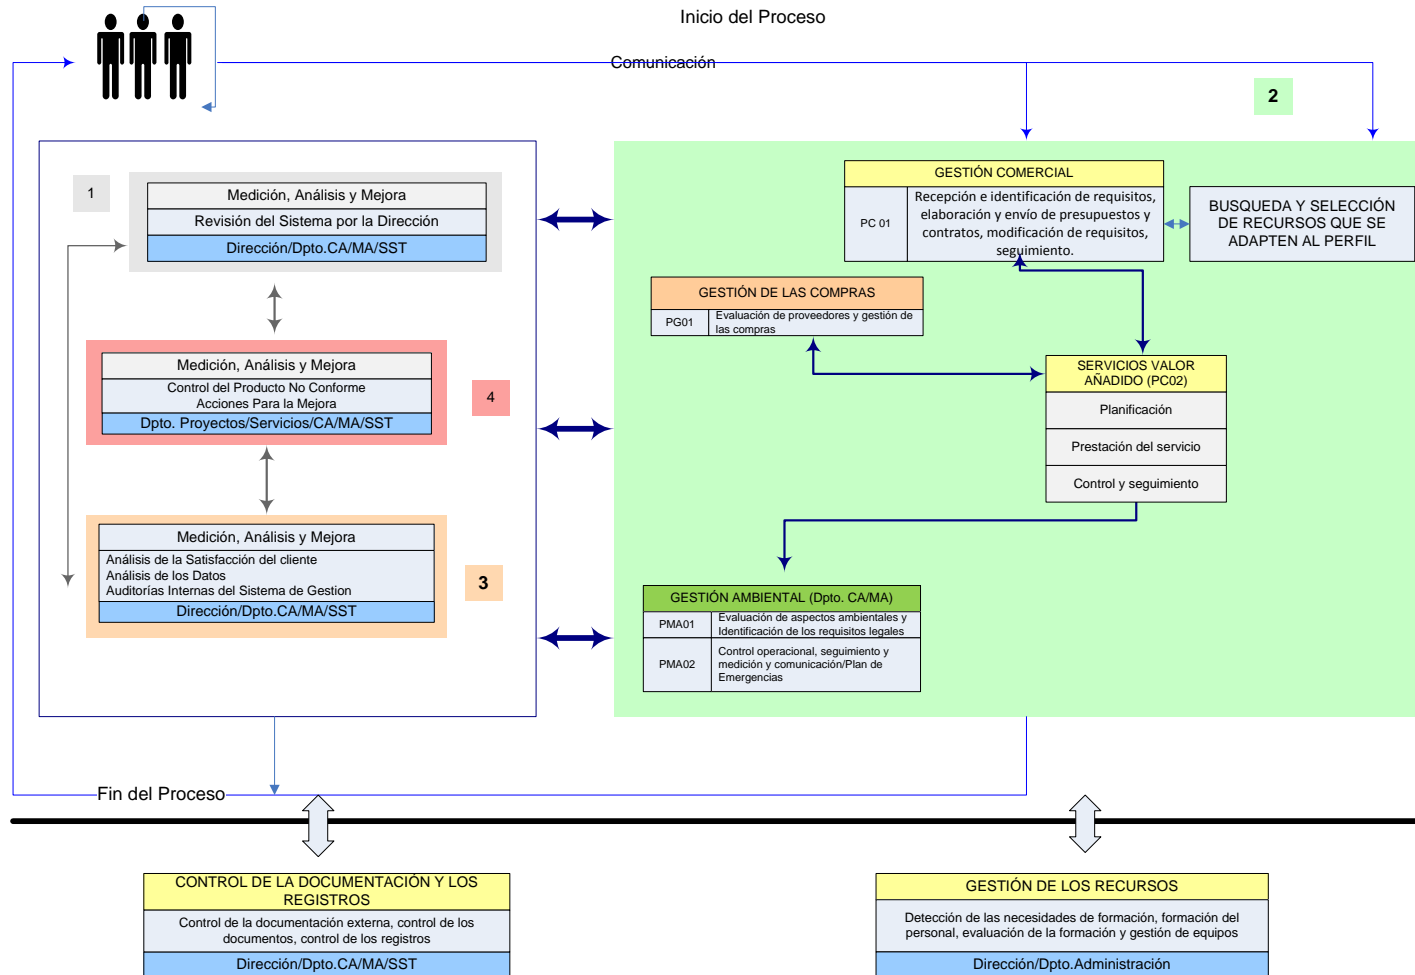 Inicio del Proceso
Comunicación
2
1
Medición, Análisis y Mejora
Revisión del Sistema por la Dirección
Dirección/Dpto.CA/MA/SST
GESTIÓN COMERCIAL
PC 01
Recepción e identificación de requisitos,
elaboración y envío de presupuestos y
contratos, modificación de requisitos,
seguimiento.
BUSQUEDA Y SELECCIÓN
DE RECURSOS QUE SE
ADAPTEN AL PERFIL
GESTIÓN DE LAS COMPRAS
PG01
Evaluación de proveedores y gestión de
las compras
Medición, Análisis y Mejora
Control del Producto No Conforme
Acciones Para la Mejora
Dpto. Proyectos/Servicios/CA/MA/SST
4
SERVICIOS VALOR
AÑADIDO (PC02)
Planificación
Prestación del servicio
Control y seguimiento
Medición, Análisis y Mejora
Análisis de la Satisfacción del cliente
Análisis de los Datos
Auditorías Internas del Sistema de Gestion
Dirección/Dpto.CA/MA/SST
3
GESTIÓN AMBIENTAL (Dpto. CA/MA)
PMA01
Evaluación de aspectos ambientales y
Identificación de los requisitos legales
PMA02
Control operacional, seguimiento y
medición y comunicación/Plan de
Emergencias
Fin del Proceso
CONTROL DE LA DOCUMENTACIÓN Y LOS
REGISTROS
Control de la documentación externa, control de los
documentos, control de los registros
Dirección/Dpto.CA/MA/SST
GESTIÓN DE LOS RECURSOS
Detección de las necesidades de formación, formación del
personal, evaluación de la formación y gestión de equipos
Dirección/Dpto.Administración